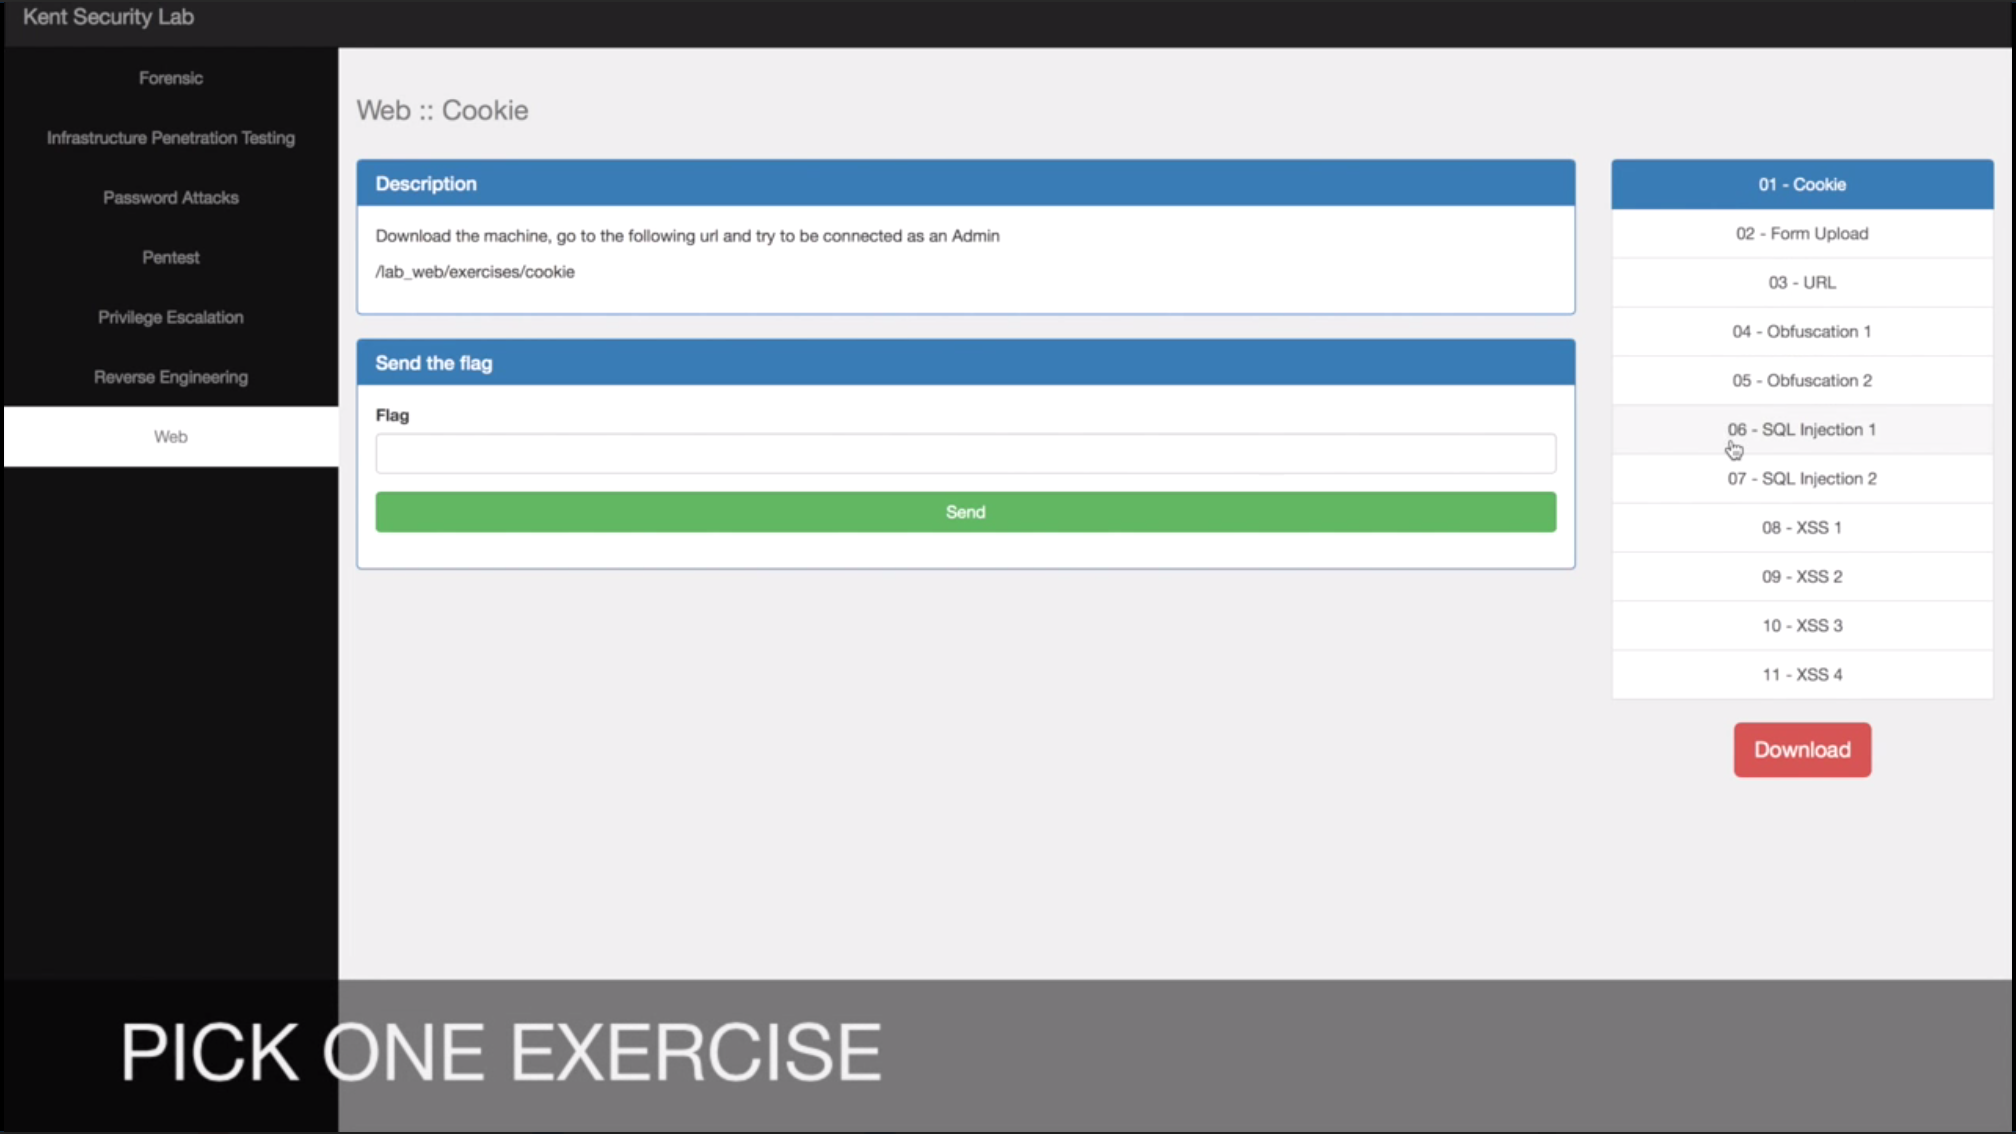 Kent Security Lab
Forensic
Infrastructure Penetration Testing
Password Attacks
Pentest
Privilege Escalation
Reverse Engineering
Web
Web :: Cookie
Description
Download the machine, go to the following url and try to be connected as an Admin
/lab_web/exercises/cookie
Send the flag
Flag
Send
01 - Cookie
02 - Form Upload
03 - URL
04 - Obfuscation 1
05 - Obfuscation 2
06 - SQL Injection 1
07 - SQL Injection 2
08 - XSS 1
09 - XSS 2
10 - XSS 3
11 - XSS 4
Download
PICK ONE EXERCISE